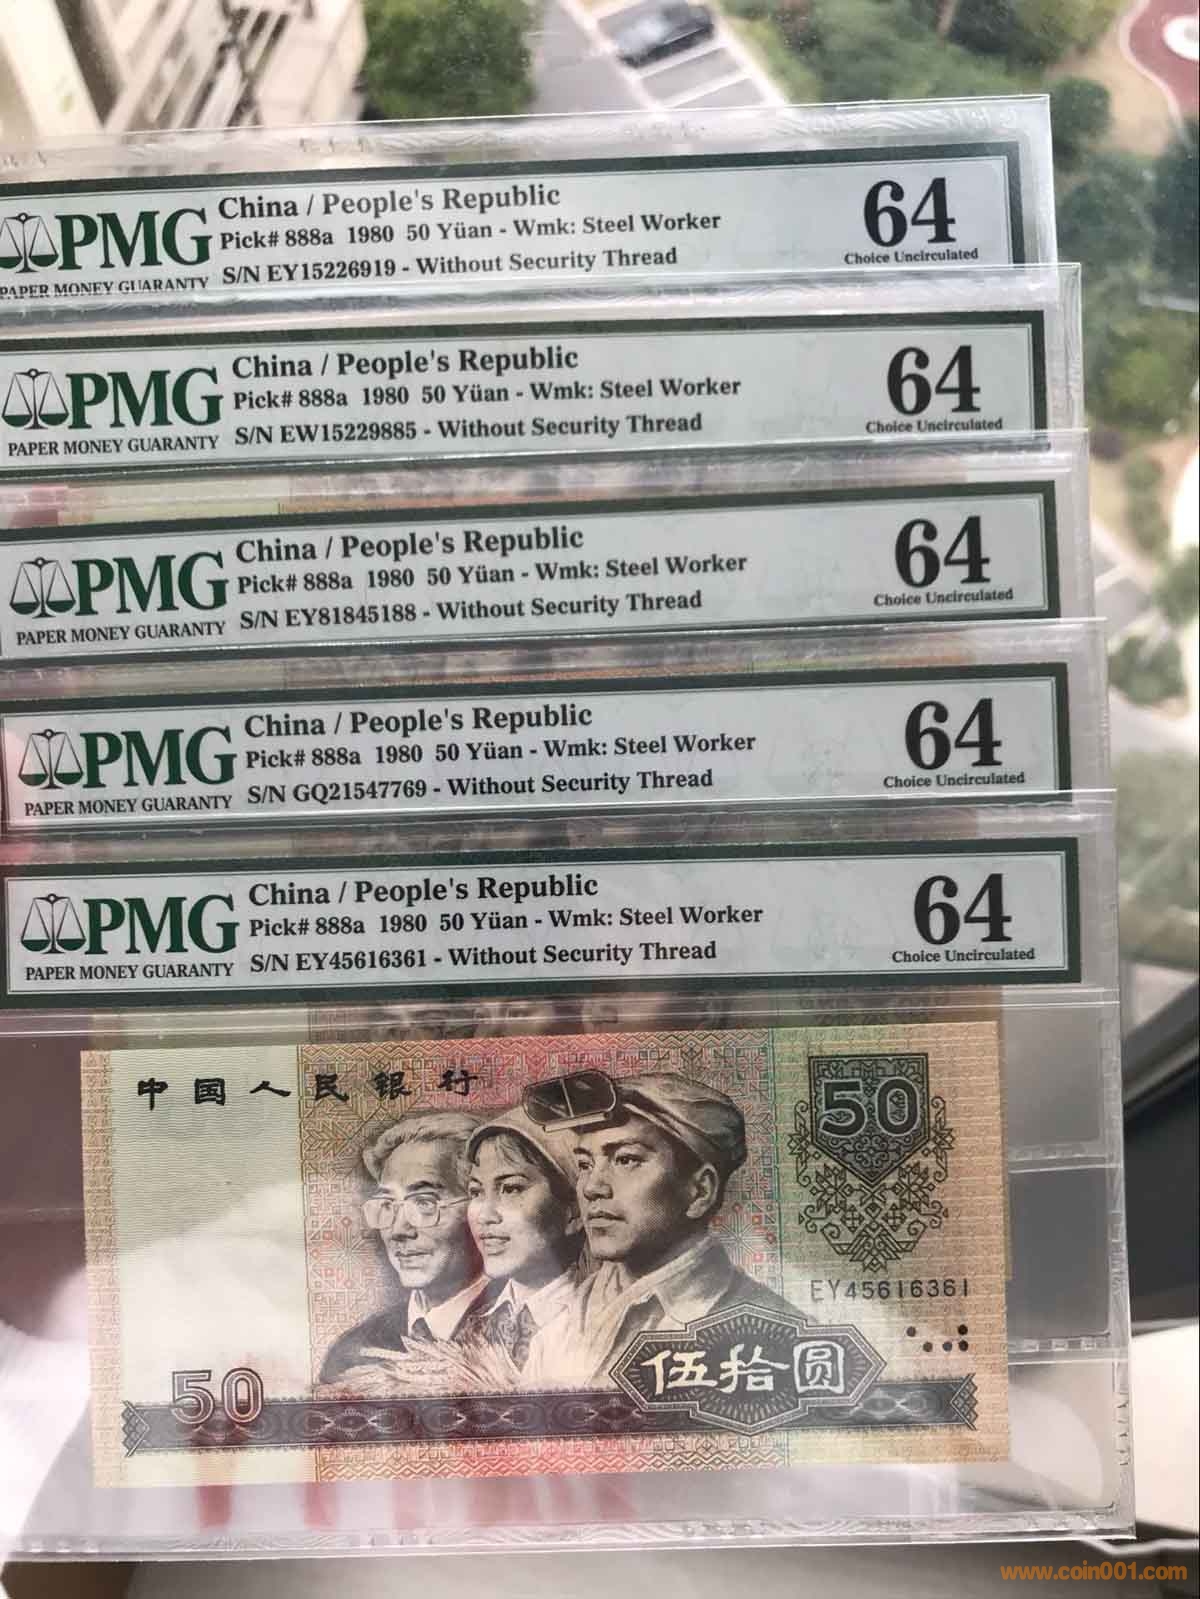 China / People's Republic
PMG
Pick# 888a 1980 50 Yüan - Wmk: Steel Worker
64
PAPER MONEY GUARANTY
S/N EY15226919 - Without Security Thread
Choice Uncirculated
China / People's Republic
PMG
Pick# 888a 1980 50 Yüan - Wmk: Steel Worker
64
PAPER MONEY GUARANTY
S/N EW15229885 - Without Security Thread
Choice Uncirculated
China / People's Republic
PMG
Pick# 888a 1980 50 Yüan - Wmk: Steel Worker
64
PAPER MONEY GUARANTY
S/N EY81845188 - Without Security Thread
Choice Uncirculated
China / People's Republic
PMG
Pick# 888a 1980 50 Yüan - Wmk: Steel Worker
64
PAPER MONEY GUARANTY
S/N GQ21547769 - Without Security Thread
Choice Uncirculated
China / People's Republic
PMG
Pick# 888a 1980 50 Yüan - Wmk: Steel Worker
64
PAPER MONEY GUARANTY
S/N EY45616361 - Without Security Thread
Choice Uncirculated
中国人民银行
50
EY45616361
伍拾圆
50
www.coin001.com